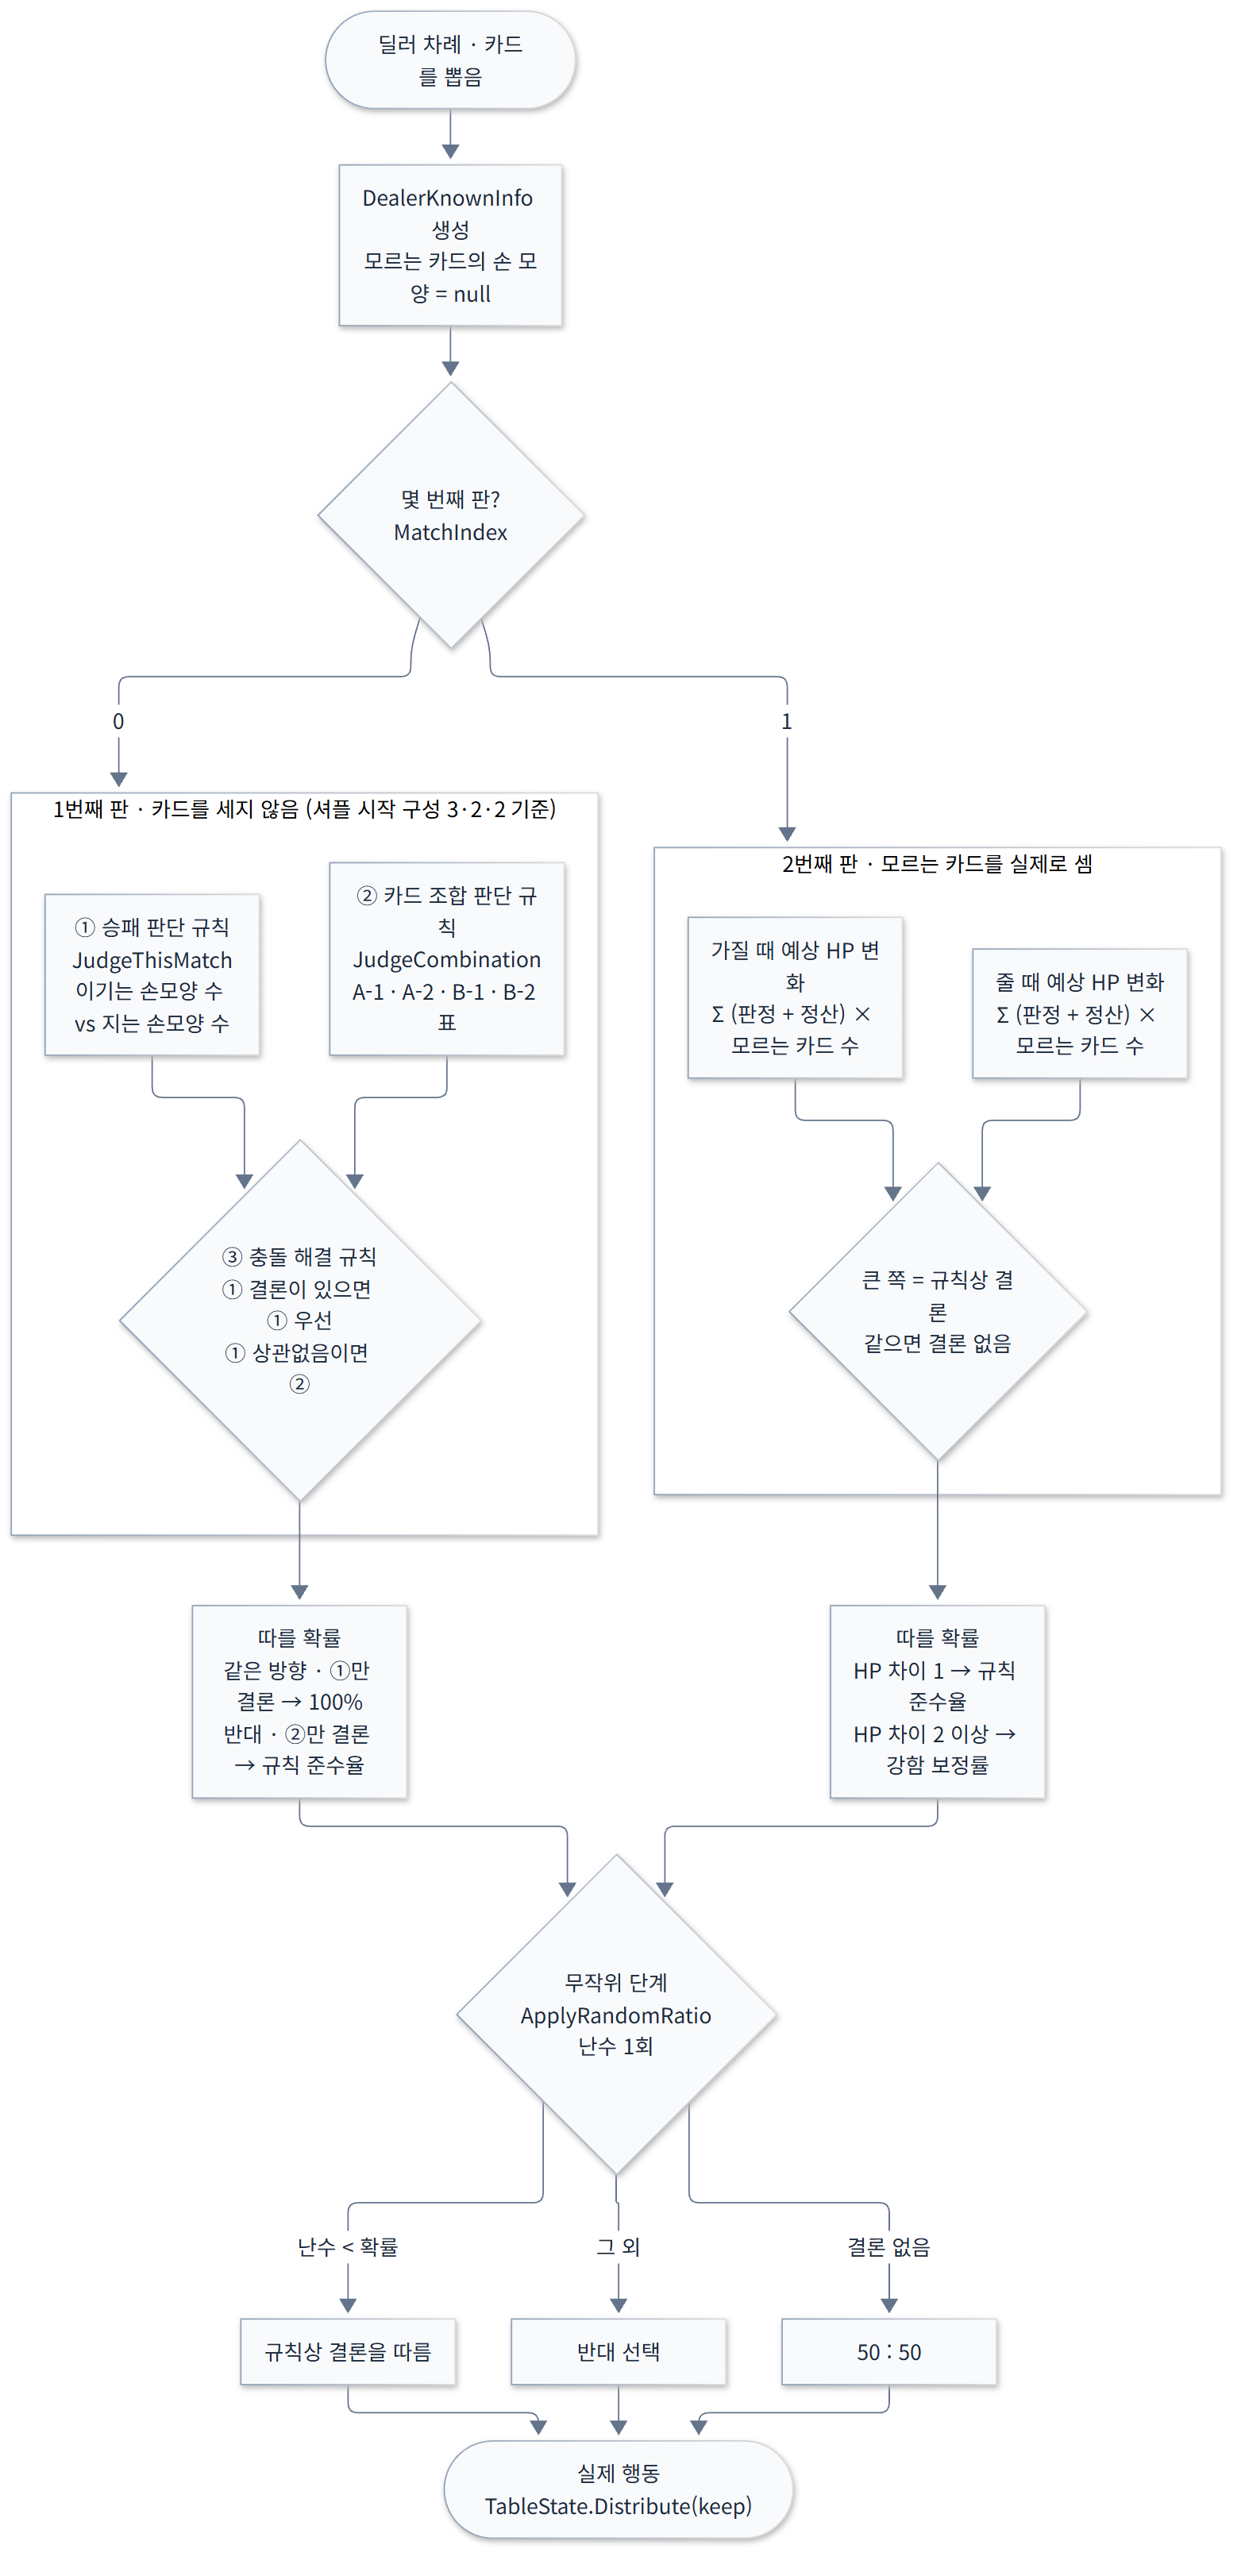 딜러 차례 · 카드
를 뽑음
DealerKnownInfo
생성
모르는 카드의 손 모
양 = null
몇 번째 판?
MatchIndex
0
1
1번째 판 · 카드를 세지 않음 (셔플 시작 구성 3·2·2 기준)
① 승패 판단 규칙
JudgeThisMatch
이기는 손모양 수
vs 지는 손모양 수
② 카드 조합 판단 규
칙
JudgeCombination
A-1 · A-2 · B-1 · B-2
표
③ 충돌 해결 규칙
① 결론이 있으면
① 우선
① 상관없음이면
②
2번째 판 · 모르는 카드를 실제로 셈
가질 때 예상 HP 변
화
Σ (판정 + 정산) ×
모르는 카드 수
줄 때 예상 HP 변화
Σ (판정 + 정산) ×
모르는 카드 수
큰 쪽 = 규칙상 결
론
같으면 결론 없음
따를 확률
같은 방향 · ①만
결론 → 100%
반대 · ②만 결론
→ 규칙 준수율
따를 확률
HP 차이 1 → 규칙
준수율
HP 차이 2 이상 →
강함 보정률
무작위 단계
ApplyRandomRatio
난수 1회
난수 < 확률
그 외
결론 없음
규칙상 결론을 따름
반대 선택
50 : 50
실제 행동
TableState.Distribute(keep)